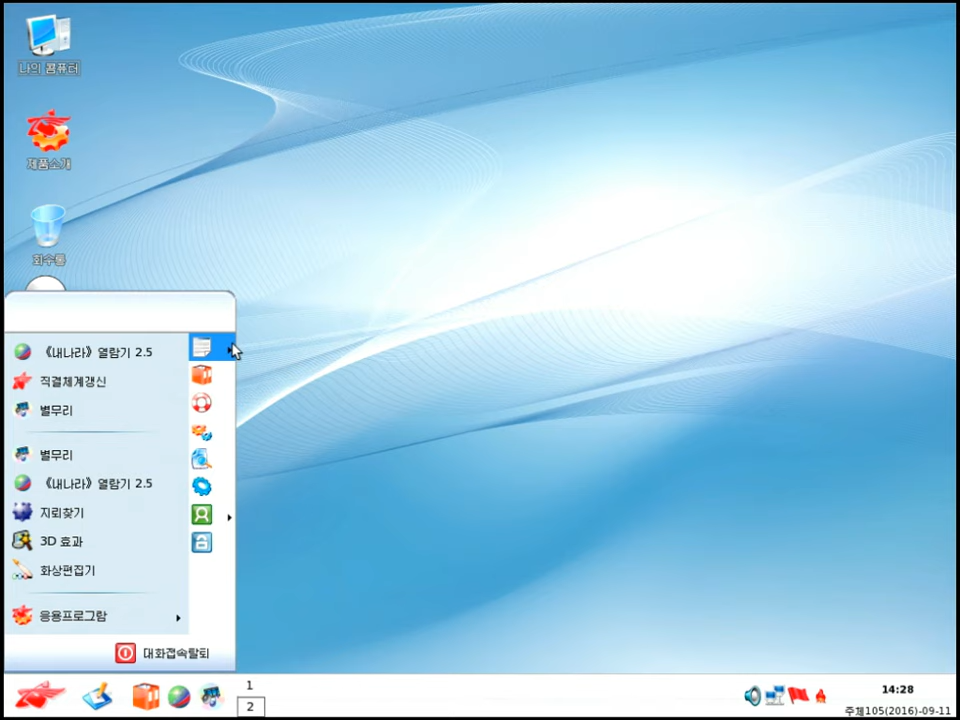 나의 콤퓨터
제품소개
회수통
《내나라》열람기 2.5
직결체계갱신
별무리
별무리
《내나라》열람기 2.5
지뢰찾기
3D 효과
화상편집기
응용프로그람
대화접속탈퇴
1
2
14:28
주체105(2016)-09-11